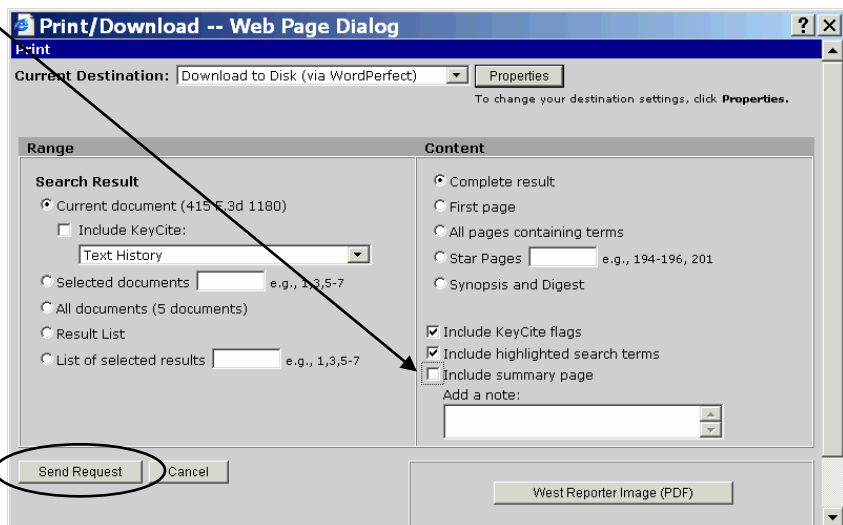 Print/Download -- Web Page Dialog
Print
Current Destination: Download to Disk (via WordPerfect) Properties
To change your destination settings, click Properties.
Range
Search Result
Current document (415 F.3d 1180)
Include KeyCite:
Text History
Selected documents e.g., 1,3,5-7
All documents (5 documents)
Result List
List of selected results e.g., 1,3,5-7
Content
Complete result
First page
All pages containing terms
Star Pages e.g., 194-196, 201
Synopsis and Digest
Include KeyCite flags
Include highlighted search terms
Include summary page
Add a note:
Send Request Cancel
West Reporter Image (PDF)